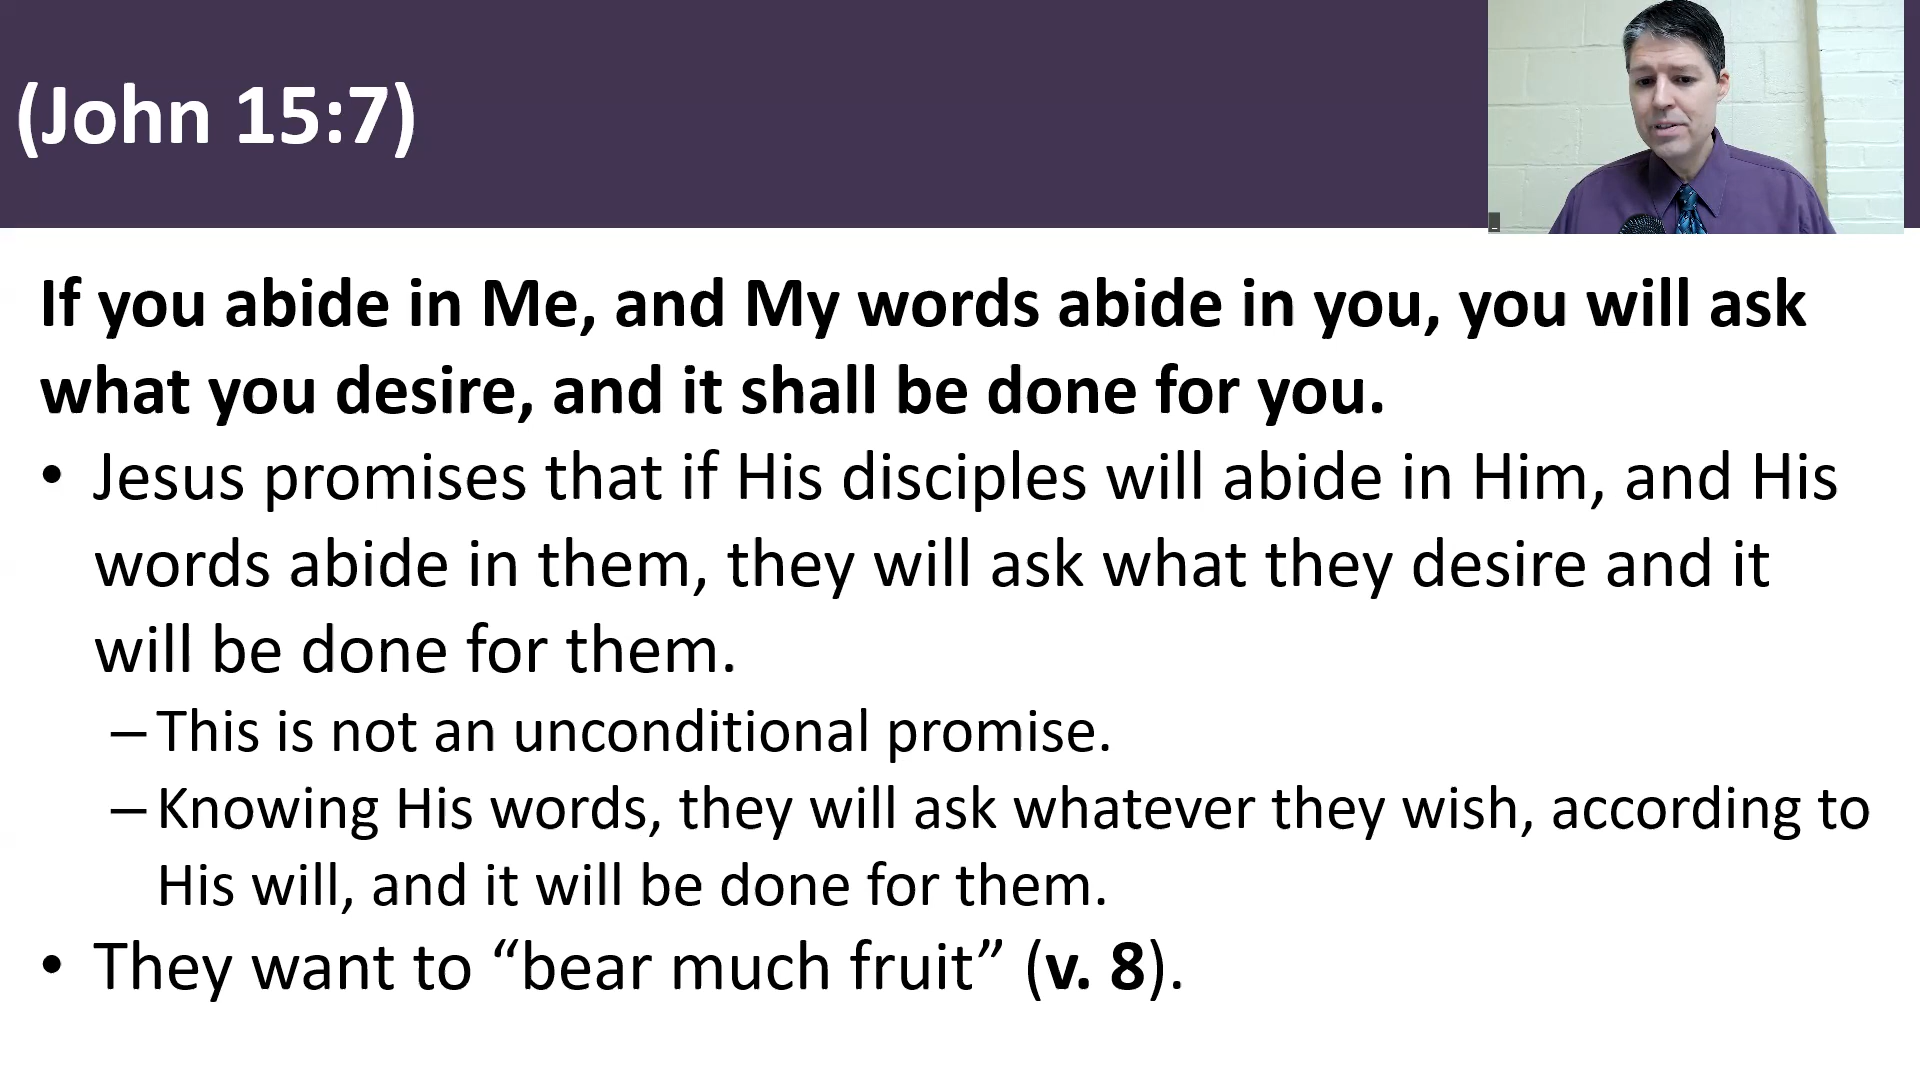 (John 15:7)
If you abide in Me, and My words abide in you, you will ask
what you desire, and it shall be done for you.
• Jesus promises that if His disciples will abide in Him, and His
words abide in them, they will ask what they desire and it
will be done for them.
– This is not an unconditional promise.
– Knowing His words, they will ask whatever they wish, according to
His will, and it will be done for them.
• They want to “bear much fruit” (v. 8).